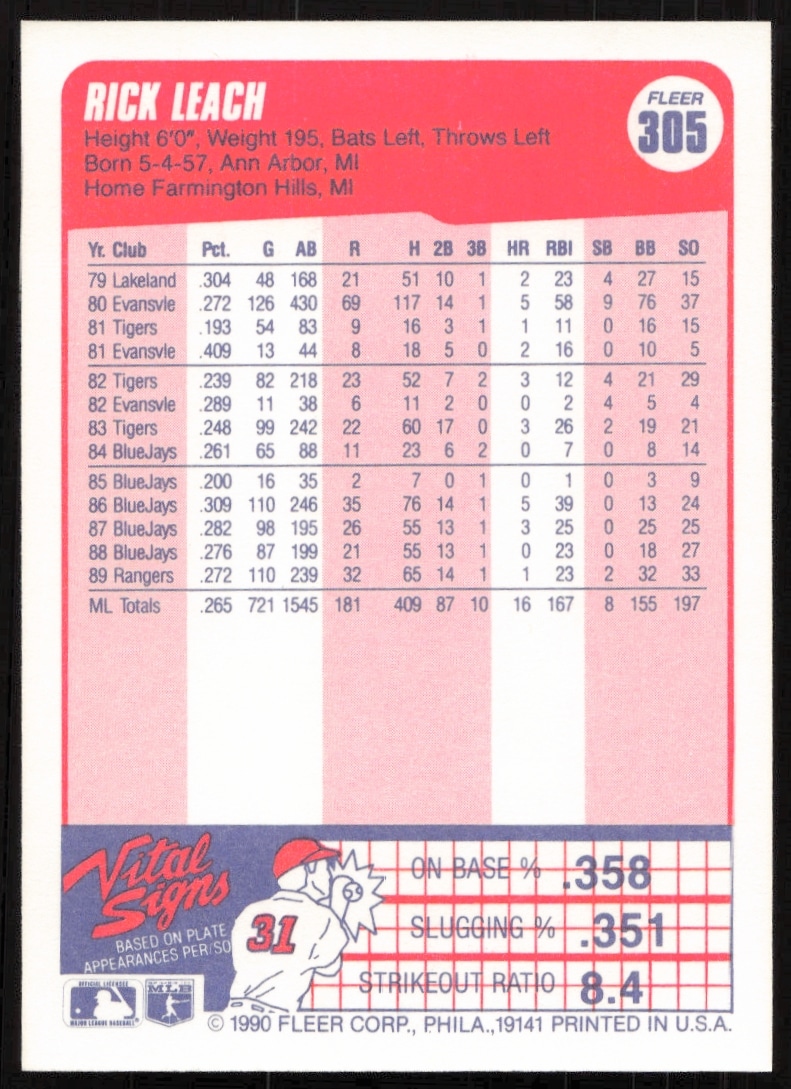 RICK LEACH
FLEER
305
Height 6'0", Weight 195, Bats Left, Throws Left
Born 5-4-57, Ann Arbor, MI
Home Farmington Hills, MI
Yr. Club Pct. G AB R H 2B 3B HR RBI SB BB SO
79 Lakeland .304 48 168 21 51 10 1 2 23 4 27 15
80 Evansvle .272 126 430 69 117 14 1 5 58 9 76 37
81 Tigers .193 54 83 9 16 3 1 1 11 0 16 15
81 Evansvle .409 13 44 8 18 5 0 2 16 0 10 5
82 Tigers .239 82 218 23 52 7 2 3 12 4 21 29
82 Evansvle .289 11 38 6 11 2 0 0 2 4 5 4
83 Tigers .248 99 242 22 60 17 0 3 26 2 19 21
84 BlueJays .261 65 88 11 23 6 2 0 7 0 8 14
85 BlueJays .200 16 35 2 7 0 1 0 1 0 3 9
86 BlueJays .309 110 246 35 76 14 1 5 39 0 13 24
87 BlueJays .282 98 195 26 55 13 1 3 25 0 25 25
88 BlueJays .276 87 199 21 55 13 1 0 23 0 18 27
89 Rangers .272 110 239 32 65 14 1 1 23 2 32 33
ML Totals .265 721 1545 181 409 87 10 16 167 8 155 197
Vital
Signs
BASED ON PLATE
APPEARANCES PER/SO
31
ON BASE % .358
SLUGGING % .351
STRIKEOUT RATIO 8.4
OFFICIAL LICENSEE
MAJOR LEAGUE BASEBALL
MLB
© 1990 FLEER CORP., PHILA.,19141 PRINTED IN U.S.A.